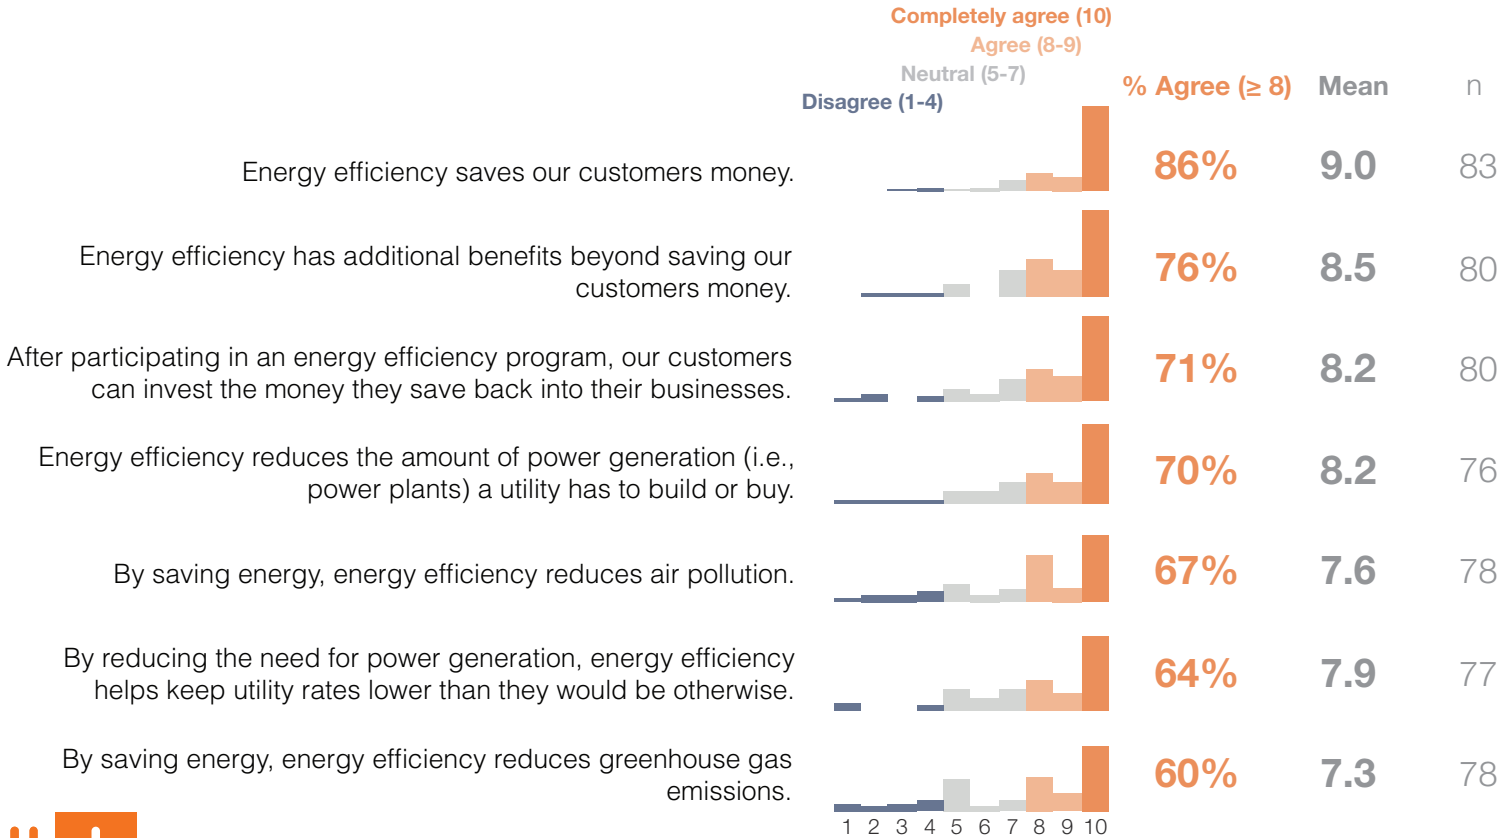 Completely agree (10)
Agree (8-9)
Neutral (5-7)
Disagree (1-4)
% Agree (≥ 8) Mean n
Energy efficiency saves our customers money. 86% 9.0 83
Energy efficiency has additional benefits beyond saving our
customers money. 76% 8.5 80
After participating in an energy efficiency program, our customers
can invest the money they save back into their businesses. 71% 8.2 80
Energy efficiency reduces the amount of power generation (i.e.,
power plants) a utility has to build or buy. 70% 8.2 76
By saving energy, energy efficiency reduces air pollution. 67% 7.6 78
By reducing the need for power generation, energy efficiency
helps keep utility rates lower than they would be otherwise. 64% 7.9 77
By saving energy, energy efficiency reduces greenhouse gas
emissions. 60% 7.3 78
1 2 3 4 5 6 7 8 9 10